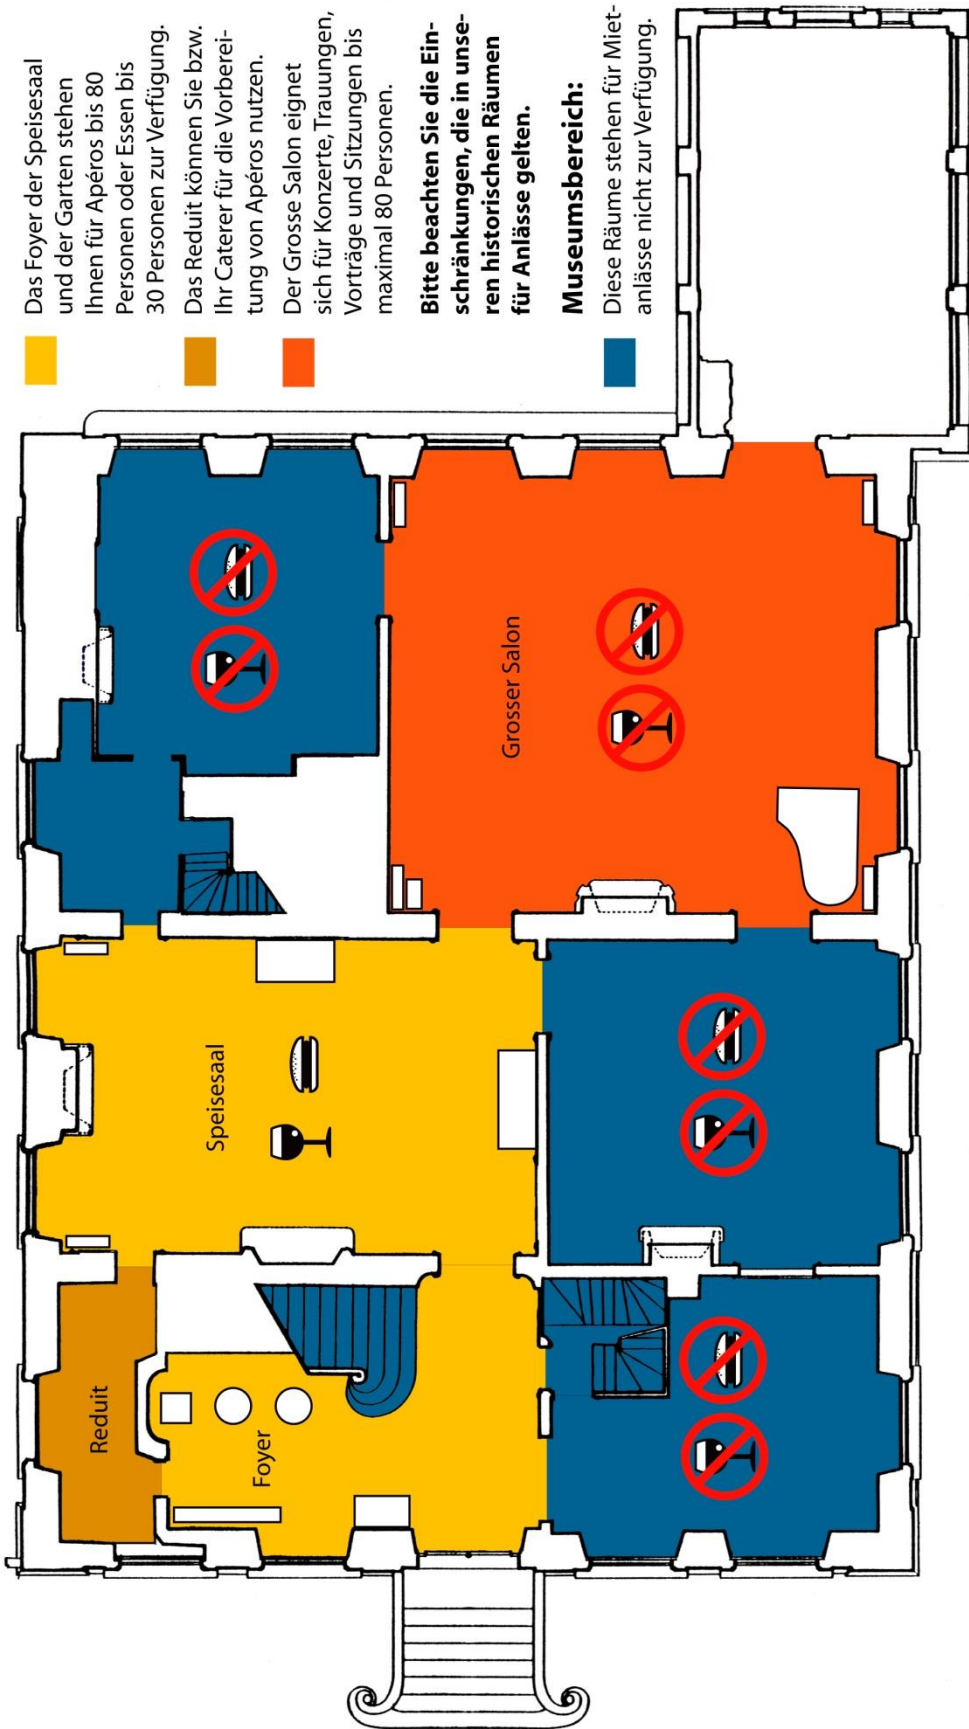 Das Foyer der Speisesaal
und der Garten stehen
Ihnen für Apéros bis 80
Personen oder Essen bis
30 Personen zur Verfügung.
Das Reduit können Sie bzw.
Ihr Caterer für die Vorberei-
tung von Apéros nutzen.
Der Grosse Salon eignet
sich für Konzerte, Trauungen,
Vorträge und Sitzungen bis
maximal 80 Personen.
Bitte beachten Sie die Ein-
schränkungen, die in unse-
ren historischen Räumen
für Anlässe gelten.
Museumsbereich:
Diese Räume stehen für Miet-
anlässe nicht zur Verfügung.
Reduit
Foyer
Speisesaal
Grosser Salon